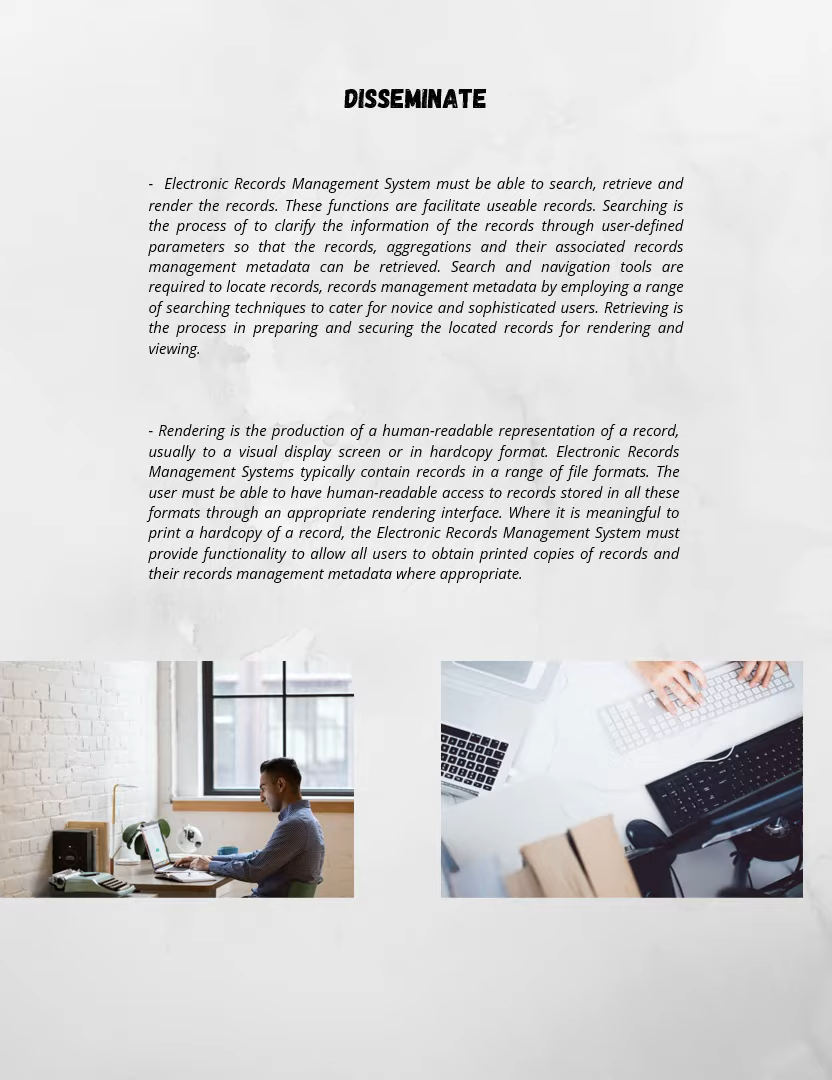 DISSEMINATE
- Electronic Records Management System must be able to search, retrieve and
render the records. These functions are facilitate useable records. Searching is
the process of to clarify the information of the records through user-defined
parameters so that the records, aggregations and their associated records
management metadata can be retrieved. Search and navigation tools are
required to locate records, records management metadata by employing a range
of searching techniques to cater for novice and sophisticated users. Retrieving is
the process in preparing and securing the located records for rendering and
viewing.
- Rendering is the production of a human-readable representation of a record,
usually to a visual display screen or in hardcopy format. Electronic Records
Management Systems typically contain records in a range of file formats. The
user must be able to have human-readable access to records stored in all these
formats through an appropriate rendering interface. Where it is meaningful to
print a hardcopy of a record, the Electronic Records Management System must
provide functionality to allow all users to obtain printed copies of records and
their records management metadata where appropriate.